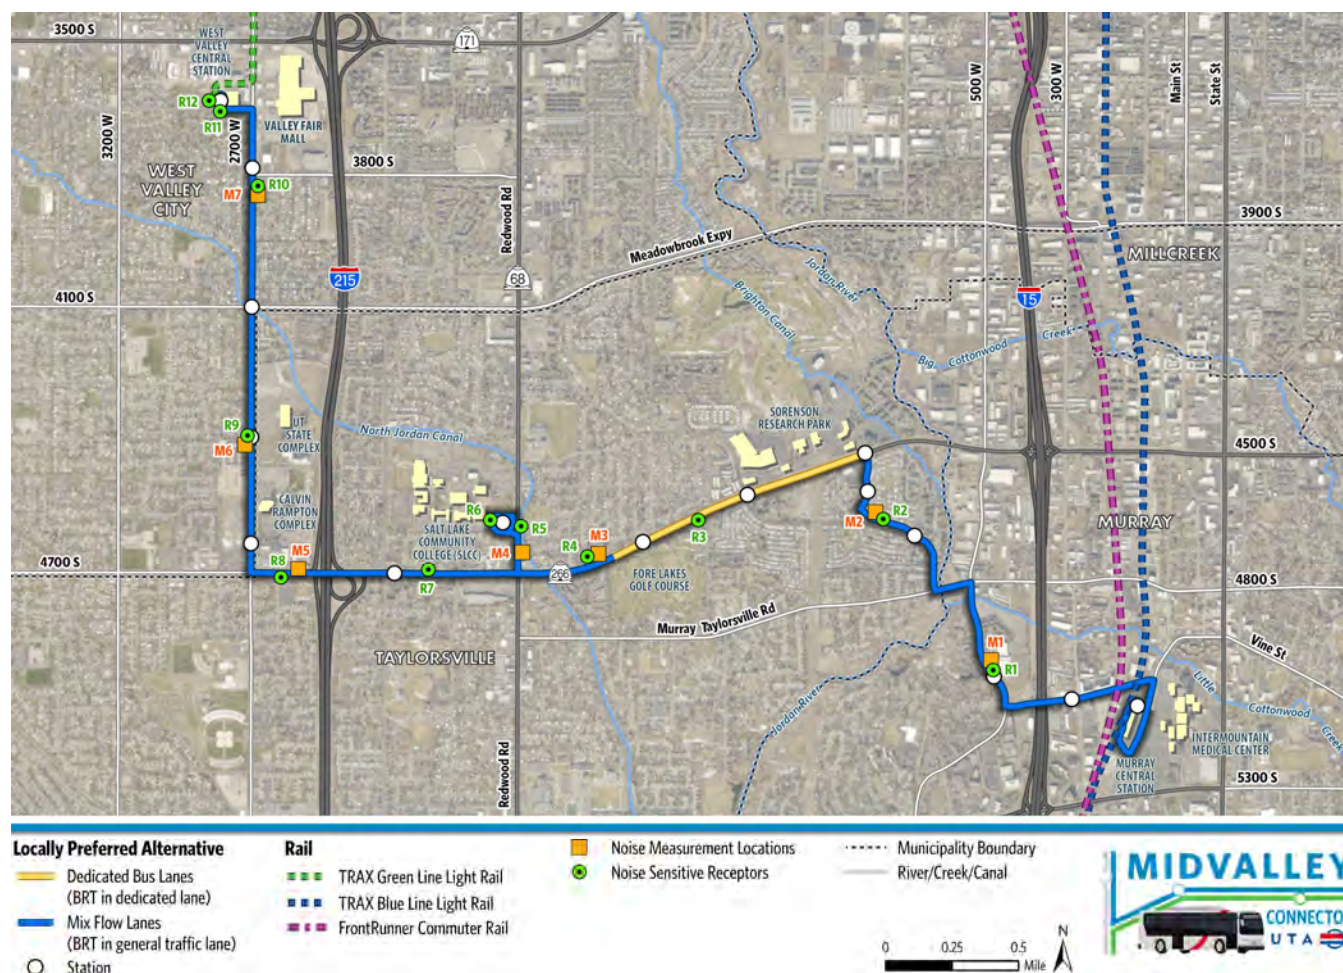 3500 S
WEST
VALLEY
CENTRAL
STATION
171
R12
R11
3200 W
2700 W
VALLEY FAIR
MALL
3800 S
WEST
VALLEY
CITY
M7
R10
Redwood Rd
68
215
4100 S
Meadowbrook Expy
500 W
300 W
Main St
State St
3900 S
MILLCREEK
15
Jordan River
Brighton Canal
Big Cottonwood Creek
R9
M6
UT
STATE
COMPLEX
North Jordan Canal
SORENSON
RESEARCH PARK
4500 S
CALVIN
RAMPTON
COMPLEX
R6
R5
SALT LAKE
COMMUNITY
COLLEGE (SLCC)
M4
R4
M3
R3
M2
R2
MURRAY
4700 S
R8
M5
R7
266
FORE LAKES
GOLF COURSE
4800 S
Murray Taylorsville Rd
TAYLORSVILLE
M1
R1
Vine St
Little Cottonwood Creek
Jordan River
Redwood Rd
INTERMOUNTAIN
MEDICAL CENTER
MURRAY
CENTRAL
STATION
5300 S
Locally Preferred Alternative
Dedicated Bus Lanes
(BRT in dedicated lane)
Mix Flow Lanes
(BRT in general traffic lane)
Station
Rail
TRAX Green Line Light Rail
TRAX Blue Line Light Rail
FrontRunner Commuter Rail
Noise Measurement Locations
Noise Sensitive Receptors
Municipality Boundary
River/Creek/Canal
0 0.25 0.5
Mile
N
MIDVALLEY
CONNECTO
UTA